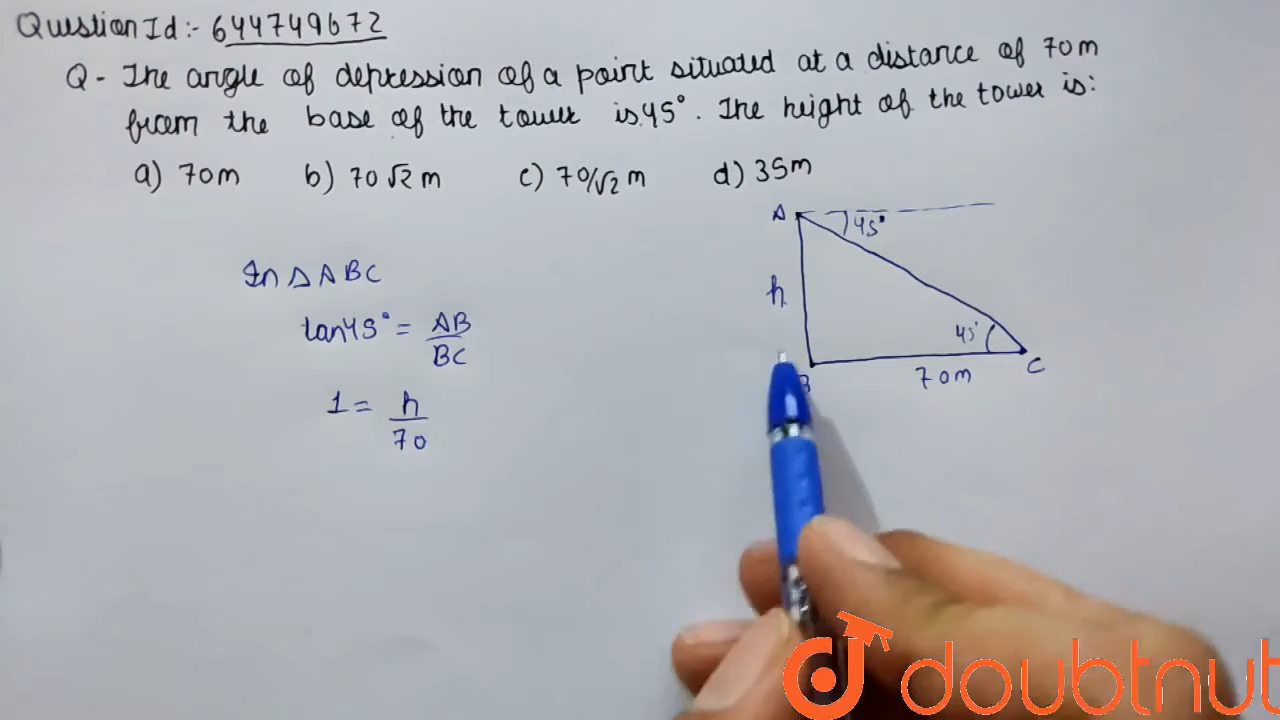 Question Id:- 644749672
Q- The angle of depression of a point situated at a distance of 70m
from the base of the tower is 45°. The height of the tower is:
a) 70m b) 70√2 m c) 70/√2 m d) 35m
A
45°
In △ ABC
h
tan45° = AB/BC
45°
B
70m
C
1 = h/70
doubtnut